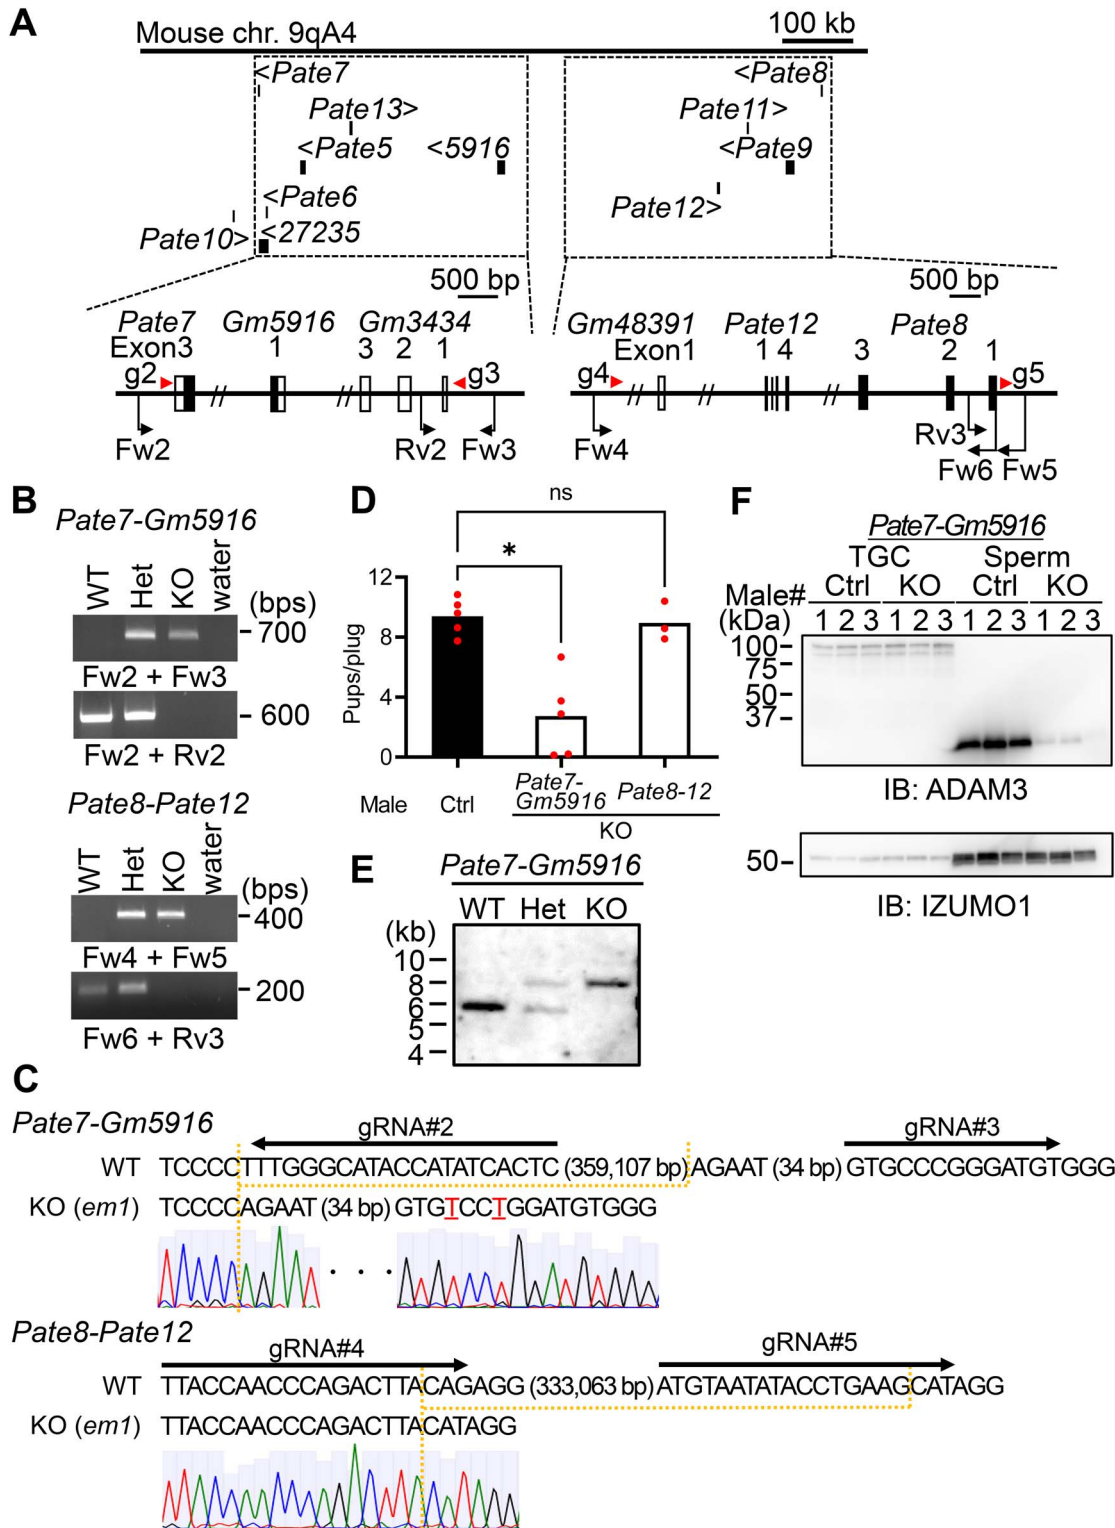 A
Mouse chr. 9qA4
100 kb
<Pate7
<Pate8
Pate13>
Pate11>
<Pate5
<5916
<Pate9
<Pate6
Pate12>
Pate10>
<27235
500 bp
500 bp
Pate7
Gm5916
Gm3434
Gm48391
Pate12
Pate8
Exon3
1
3
2
1
Exon1
1
4
3
2
1
g2
g3
g4
g5
Fw2
Rv2
Fw3
Fw4
Rv3
Fw6
Fw5
B
Pate7-Gm5916
WT
Het
KO
water
(bps)
700
Fw2 + Fw3
600
Fw2 + Rv2
Pate8-Pate12
WT
Het
KO
water
(bps)
400
Fw4 + Fw5
200
Fw6 + Rv3
D
ns
*
12
8
4
0
Pups/plug
Male
Ctrl
Pate7-
Gm5916
Pate8-12
KO
E
Pate7-Gm5916
WT Het KO
(kb)
10
8
6
5
4
F
Pate7-Gm5916
TGC Sperm
Ctrl KO Ctrl KO
Male# 1 2 3 1 2 3 1 2 3 1 2 3
(kDa)
100
75
50
37
IB: ADAM3
50
IB: IZUMO1
C
Pate7-Gm5916
gRNA#2
gRNA#3
WT TCCCCTTTGGGCATACCATATCACTC (359,107 bp) AGAAT (34 bp) GTGCCCGGGATGTGGG
KO (em1) TCCCCAGAAT (34 bp) GTGTCCTGGATGTGGG
. . .
Pate8-Pate12
gRNA#4
gRNA#5
WT TTACCAACCCAGACTTACAGAGG (333,063 bp) ATGTAATATACCTGAAGCATAGG
KO (em1) TTACCAACCCAGACTTACATAGG